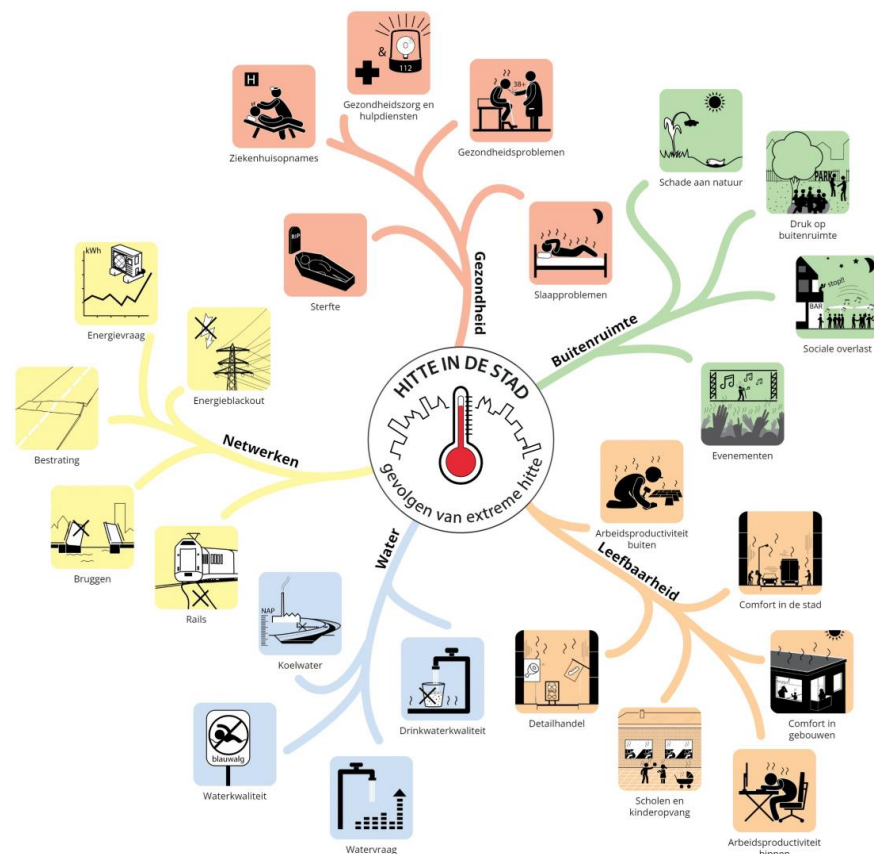 HITTE IN DE STAD
gevolgen van extreme hitte
Gezondheid
H
Ziekenhuisopnames
&
112
Gezondheidszorg en
hulpdiensten
38+
Gezondheidsproblemen
RIP
Sterfte
Slaapproblemen
Buitenruimte
Schade aan natuur
PARK
Druk op
buitenruimte
stop!!
BAR
Sociale overlast
Evenementen
Leefbaarheid
Arbeidsproductiviteit
buiten
Comfort in de stad
Comfort in
gebouwen
Arbeidsproductiviteit
binnen
Scholen en
kinderopvang
Detailhandel
Water
NAP
Koelwater
Drinkwaterkwaliteit
blauwalg
Waterkwaliteit
Watervraag
Netwerken
kWh
Energievraag
Energieblackout
Bestrating
Bruggen
Rails